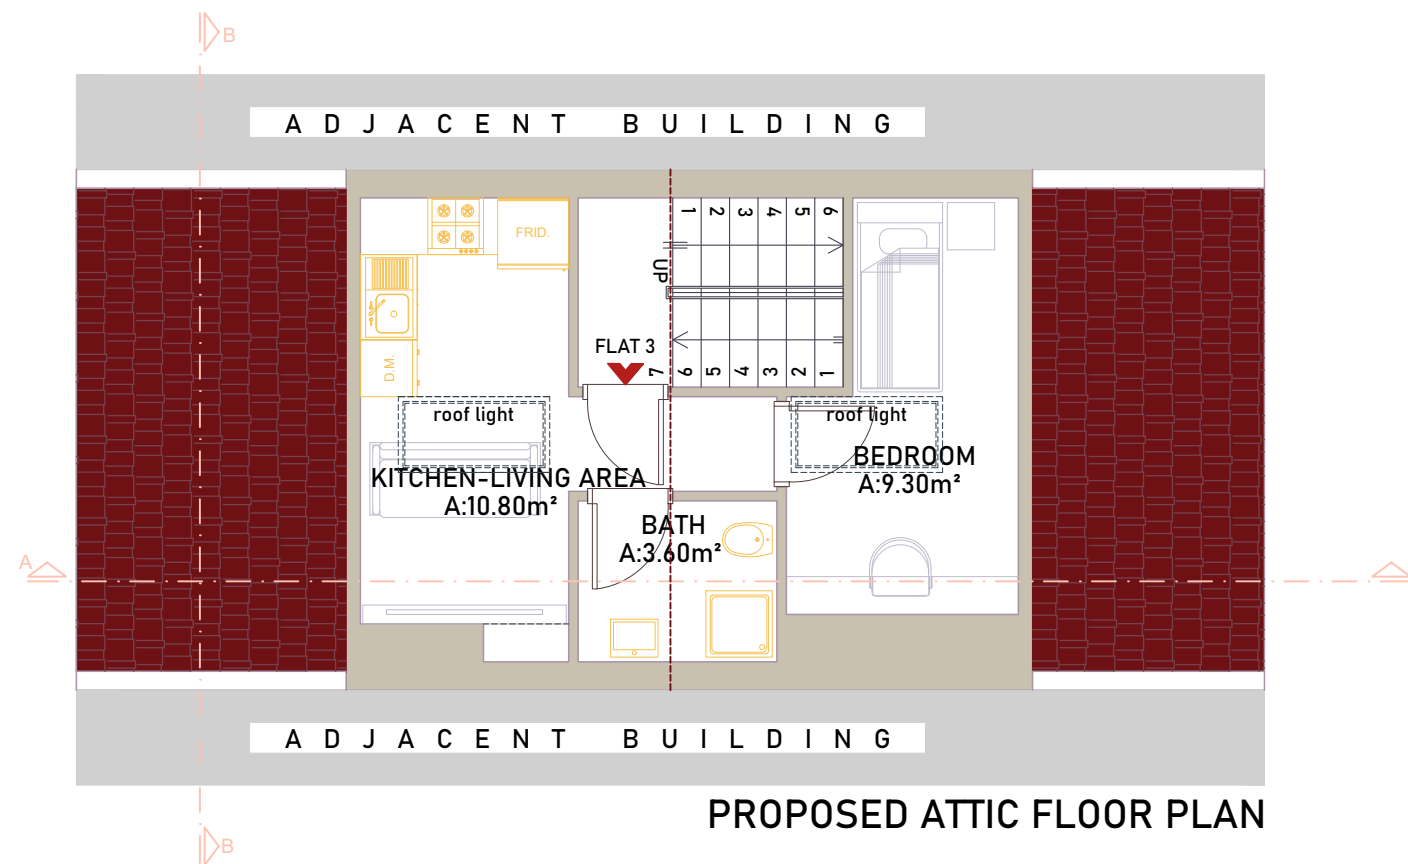 B
ADJACENT BUILDING
1 2 3 4 5 6
FRID.
UP
D.M.
FLAT 3
7 6 5 4 3 2 1
roof light
roof light
KITCHEN-LIVING AREA
A:10.80m²
BEDROOM
A:9.30m²
BATH
A:3.60m²
A
ADJACENT BUILDING
PROPOSED ATTIC FLOOR PLAN
B